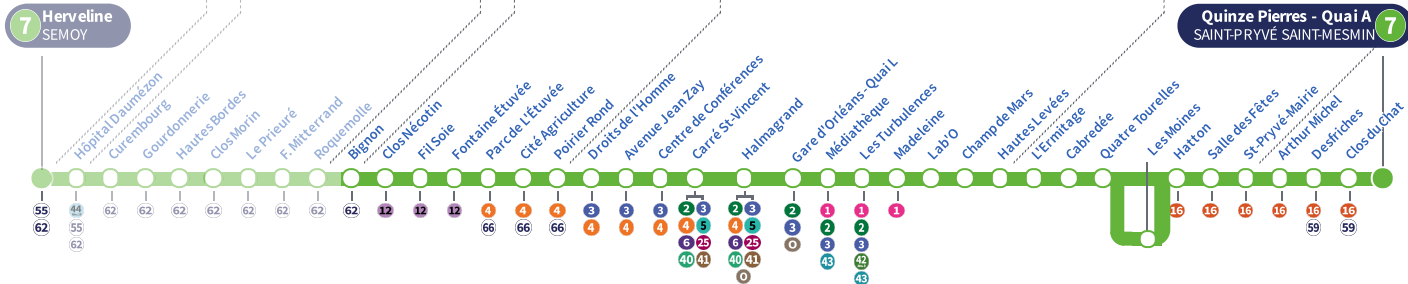 7 Herveline
SEMOY
Quinze Pierres - Quai A 7
SAINT-PRYVÉ SAINT-MESMIN
Hôpital Daumézon
Curembourg
Gourdonnerie
Hautes Bordes
Clos Morin
Le Prieuré
F. Mitterrand
Roquemolle
Bignon
Clos Nécotin
Fil Soie
Fontaine Étuvée
Parc de L'Étuvée
Cité Agriculture
Poirier Rond
Droits de l'Homme
Avenue Jean Zay
Centre de Conférences
Carré St-Vincent
Halmagrand
Gare d'Orléans - Quai L
Médiathèque
Les Turbulences
Madeleine
Lab'O
Champ de Mars
Hautes Levées
L'Ermitage
Cabredée
Quatre Tourelles
Les Moines
Hatton
Salle des Fêtes
St-Pryvé-Mairie
Arthur Michel
Desfriches
Clos du Chat
55 44 62 62 62 62 62 62 62 62 12 12 12 4 4 4 3 3 3 2 3 2 3 2 1 1 1 16 16 16 16 16 16
62 55 66 66 66 4 4 4 4 5 4 5 3 2 2 59 59
62 6 25 6 25 O 3 3
40 41 40 41 43 42
O 43